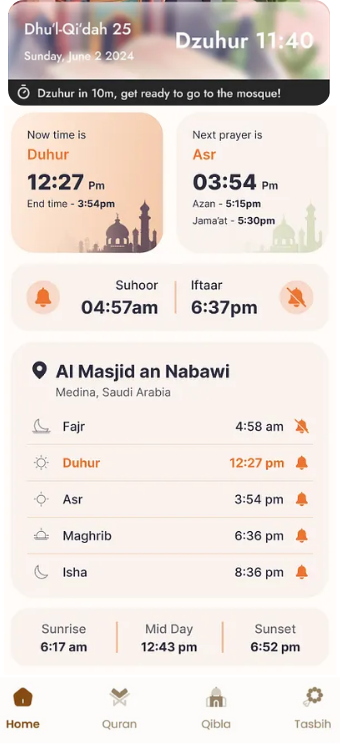 Dhu'l-Qi'dah 25
Sunday, June 2 2024
Dzuhur 11:40
Dzuhur in 10m, get ready to go to the mosque!
Now time is
Duhur
12:27 Pm
End time - 3:54pm
Next prayer is
Asr
03:54 Pm
Azan - 5:15pm
Jama'at - 5:30pm
Suhoor
04:57am
Iftaar
6:37pm
Al Masjid an Nabawi
Medina, Saudi Arabia
Fajr 4:58 am
Duhur 12:27 pm
Asr 3:54 pm
Maghrib 6:36 pm
Isha 8:36 pm
Sunrise
6:17 am
Mid Day
12:43 pm
Sunset
6:52 pm
Home
Quran
Qibla
Tasbih